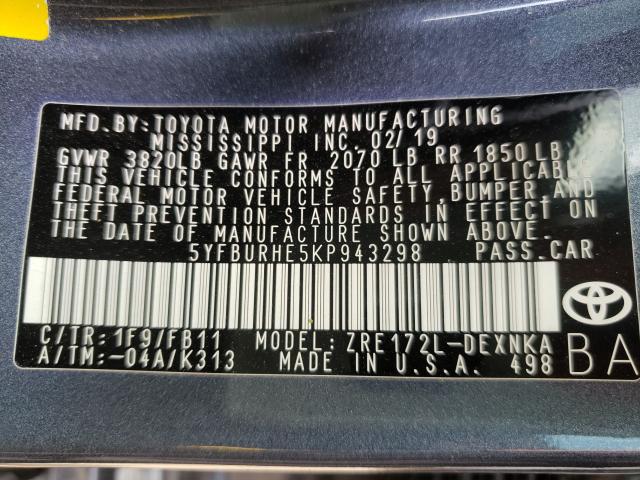 MFD.BY:TOYOTA MOTOR MANUFACTURING
MISSISSIPPI INC. 02/19
GVWR 3820LB GAWR FR 2070 LB RR 1850 LB
THIS VEHICLE CONFORMS TO ALL APPLICABLE
FEDERAL MOTOR VEHICLE SAFETY, BUMPER, AND
THEFT PREVENTION STANDARDS IN EFFECT ON
THE DATE OF MANUFACTURE SHOWN ABOVE.
5YFBURHE5KP943298 PASS.CAR
C/TR: 1F9/FB11 MODEL: ZRE172L-DEXNKA
A/TM:-04A/K313 MADE IN U.S.A. 498
BA